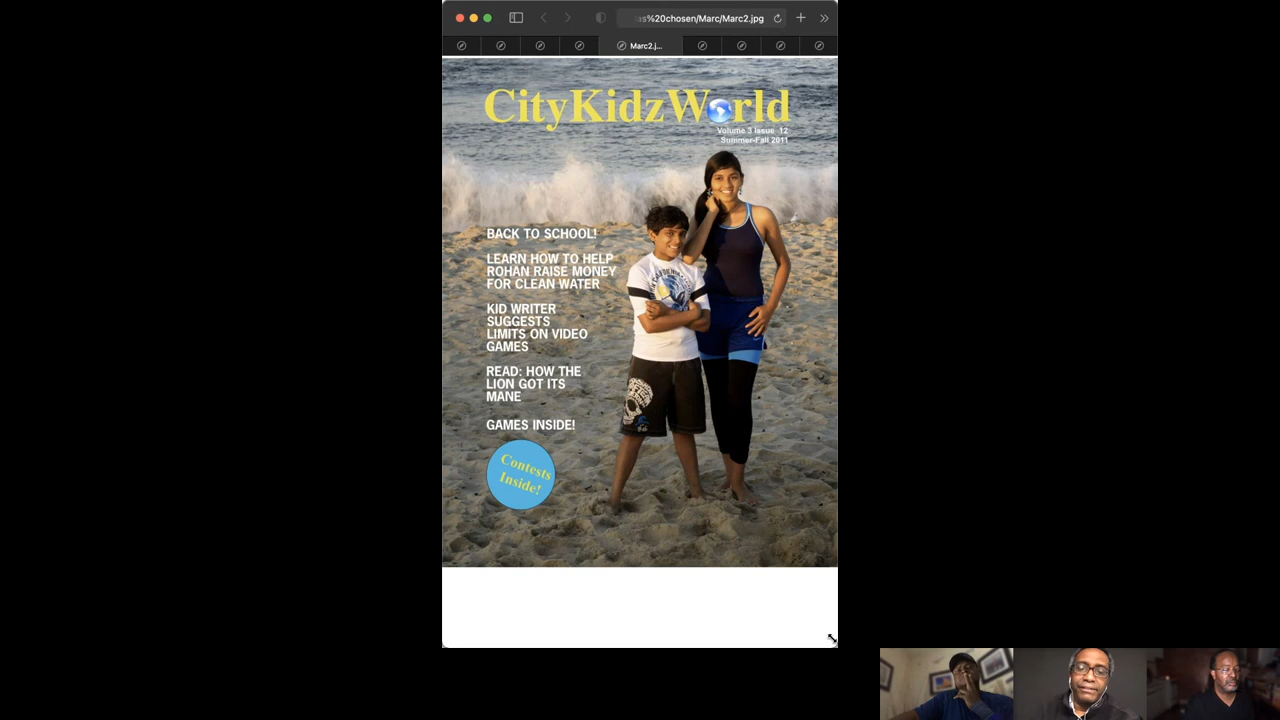 as%20chosen/Marc/Marc2.jpg
Marc2.j...
CityKidzWorld
Volume 3 Issue 12
Summer-Fall 2011
BACK TO SCHOOL!
LEARN HOW TO HELP
ROHAN RAISE MONEY
FOR CLEAN WATER
KID WRITER
SUGGESTS
LIMITS ON VIDEO
GAMES
READ: HOW THE
LION GOT ITS
MANE
GAMES INSIDE!
Contests
Inside!